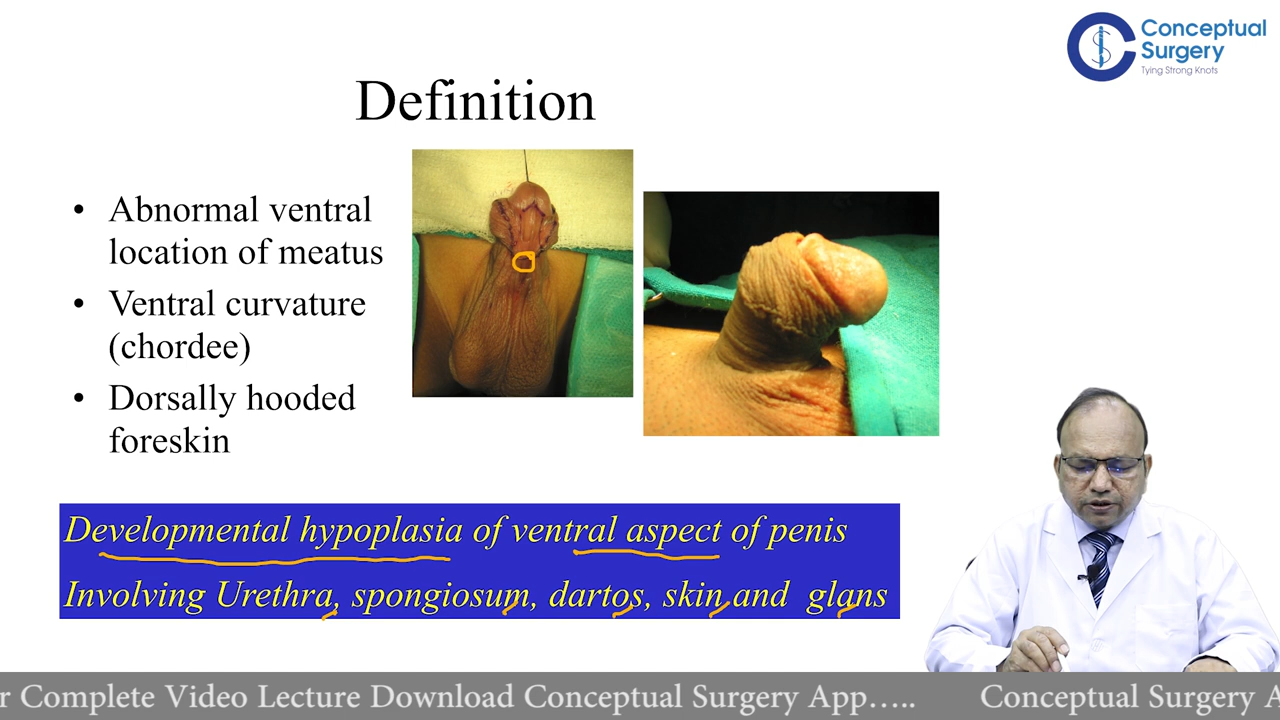 Conceptual
Surgery
Tying Strong Knots
Definition
• Abnormal ventral
location of meatus
• Ventral curvature
(chordee)
• Dorsally hooded
foreskin
Developmental hypoplasia of ventral aspect of penis
Involving Urethra, spongiosum, dartos, skin and glans
r Complete Video Lecture Download Conceptual Surgery App….. Conceptual Surgery A